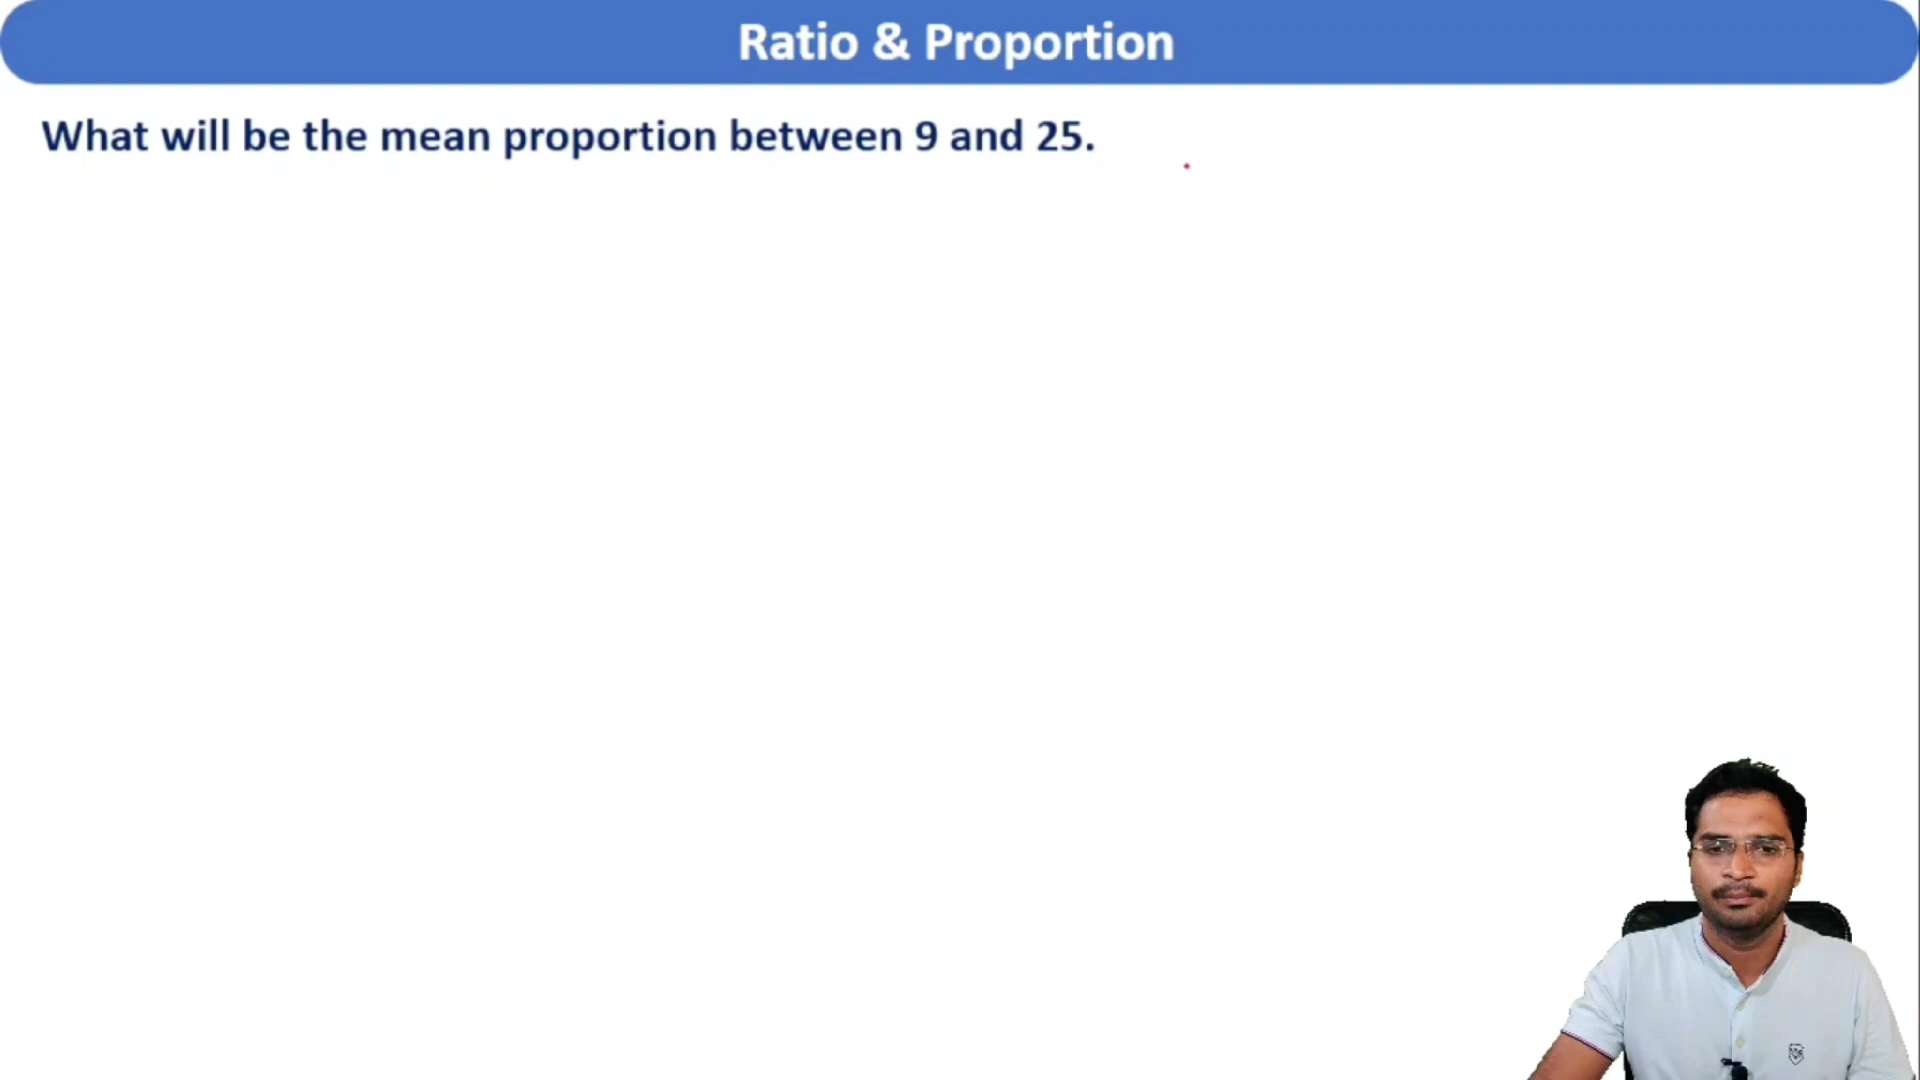 Ratio & Proportion
What will be the mean proportion between 9 and 25.